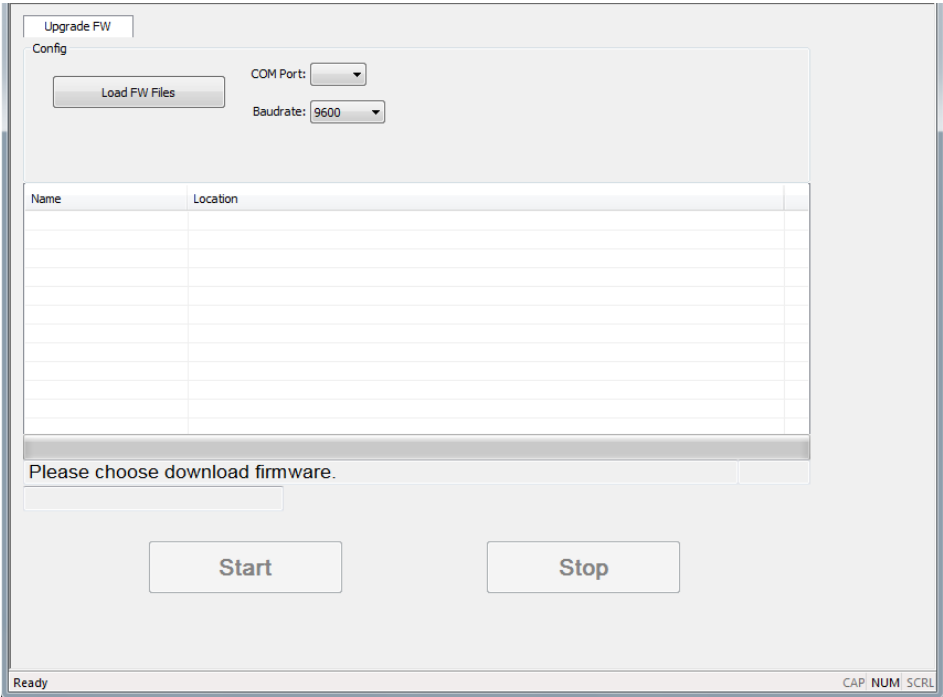 Upgrade FW
Config
Load FW Files
COM Port:
Baudrate: 9600
Name Location
Please choose download firmware.
Start Stop
Ready CAP NUM SCRL